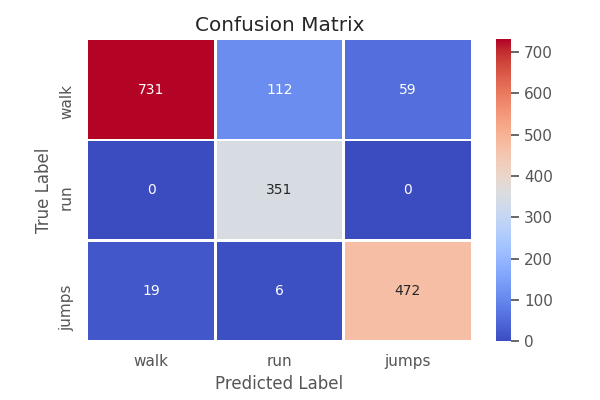 Confusion Matrix
True Label
walk
731 112 59
run
0 351 0
jumps
19 6 472
walk run jumps
Predicted Label
700
600
500
400
300
200
100
0